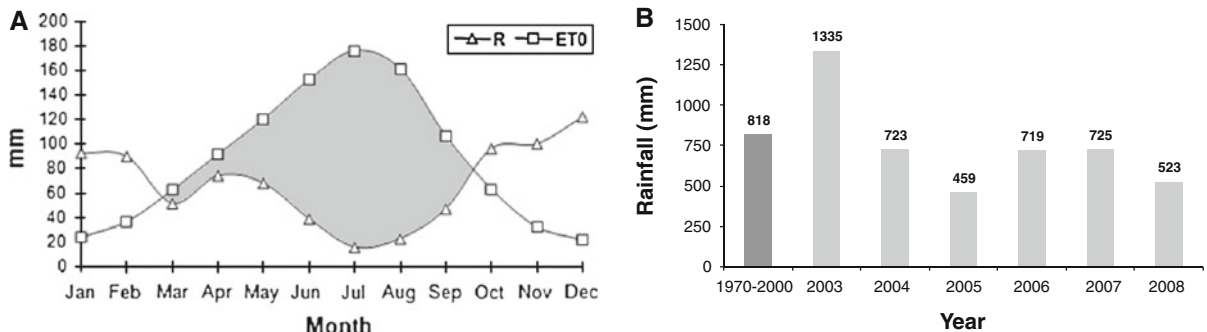 A
mm
200
180
160
140
120
100
80
60
40
20
0
R ET0
Jan Feb Mar Apr May Jun Jul Aug Sep Oct Nov Dec
Month
B
Rainfall (mm)
1500
1250
1000
750
500
250
0
818 1335 723 459 719 725 523
1970-2000 2003 2004 2005 2006 2007 2008
Year